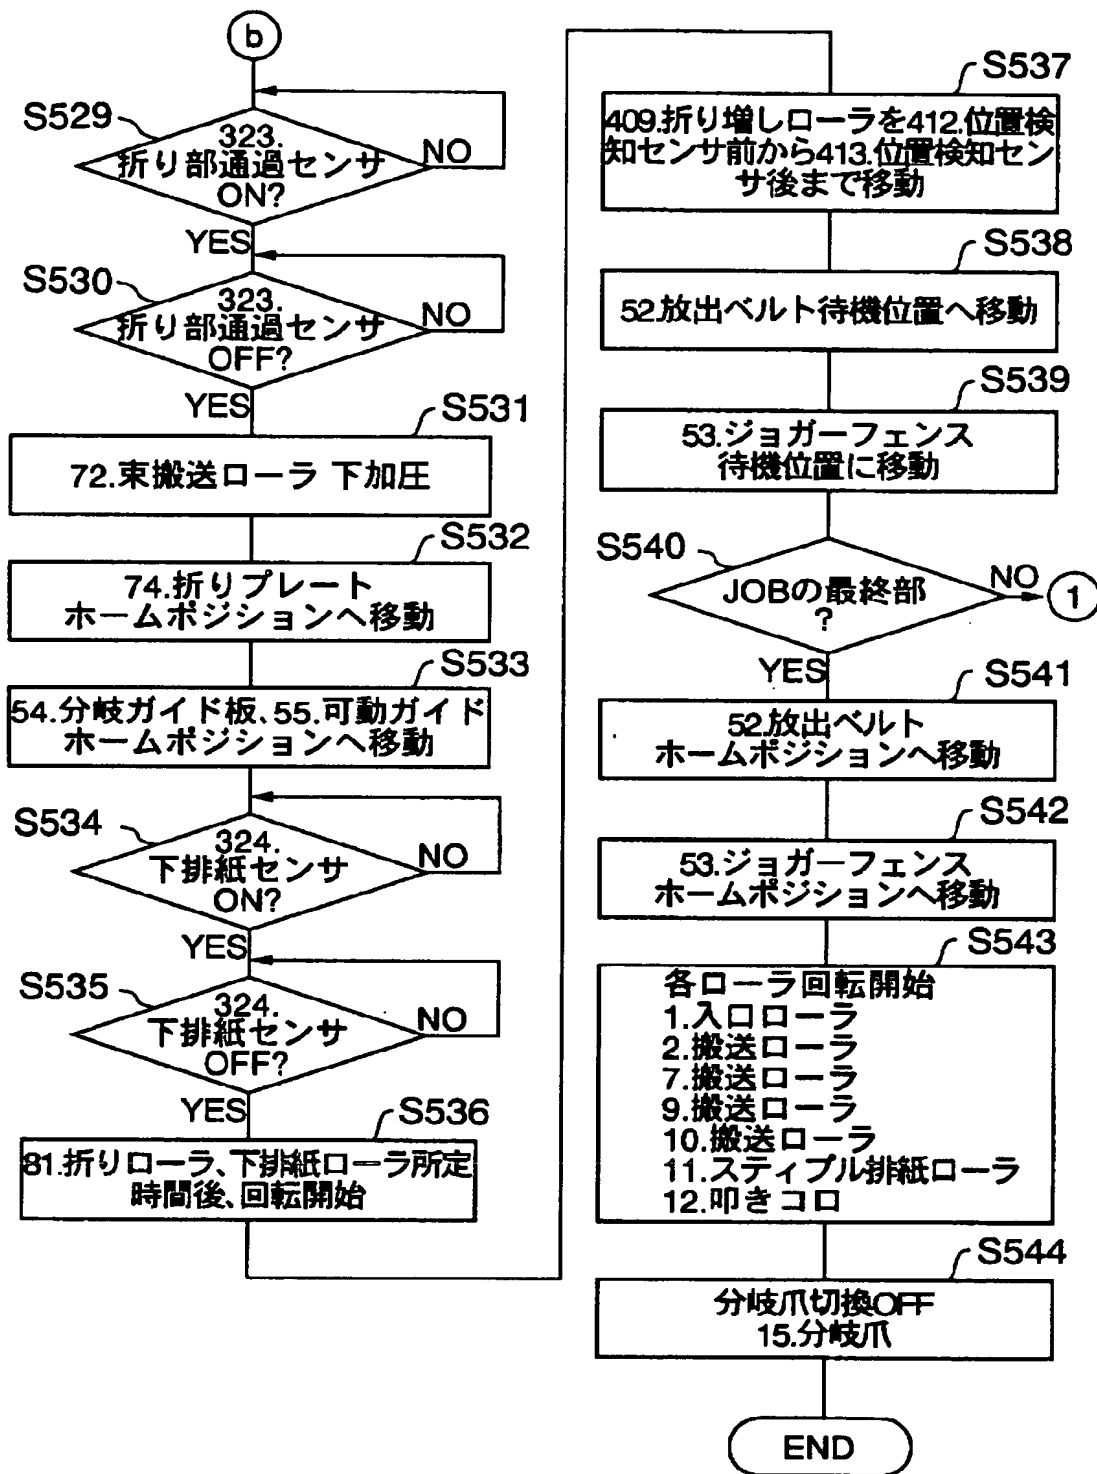 b
S529
323.
折り部通過センサ
ON?
NO
YES
S530
323.
折り部通過センサ
OFF?
NO
YES
S531
72.束搬送ローラ 下加圧
S532
74.折りプレート
ホームポジションへ移動
S533
54.分岐ガイド板、55.可動ガイド
ホームポジションへ移動
S534
324.
下排紙センサ
ON?
NO
YES
S535
324.
下排紙センサ
OFF?
NO
YES
S536
81.折りローラ、下排紙ローラ所定
時間後、回転開始
S537
409.折り増しローラを412.位置検
知センサ前から413.位置検知セン
サ後まで移動
S538
52.放出ベルト待機位置へ移動
S539
53.ジョガーフェンス
待機位置に移動
S540
JOBの最終部
?
NO
1
YES
S541
52.放出ベルト
ホームポジションへ移動
S542
53.ジョガーフェンス
ホームポジションへ移動
S543
各ローラ回転開始
1.入口ローラ
2.搬送ローラ
7.搬送ローラ
9.搬送ローラ
10.搬送ローラ
11.スティプル排紙ローラ
12.叩きコロ
S544
分岐爪切換OFF
15.分岐爪
END